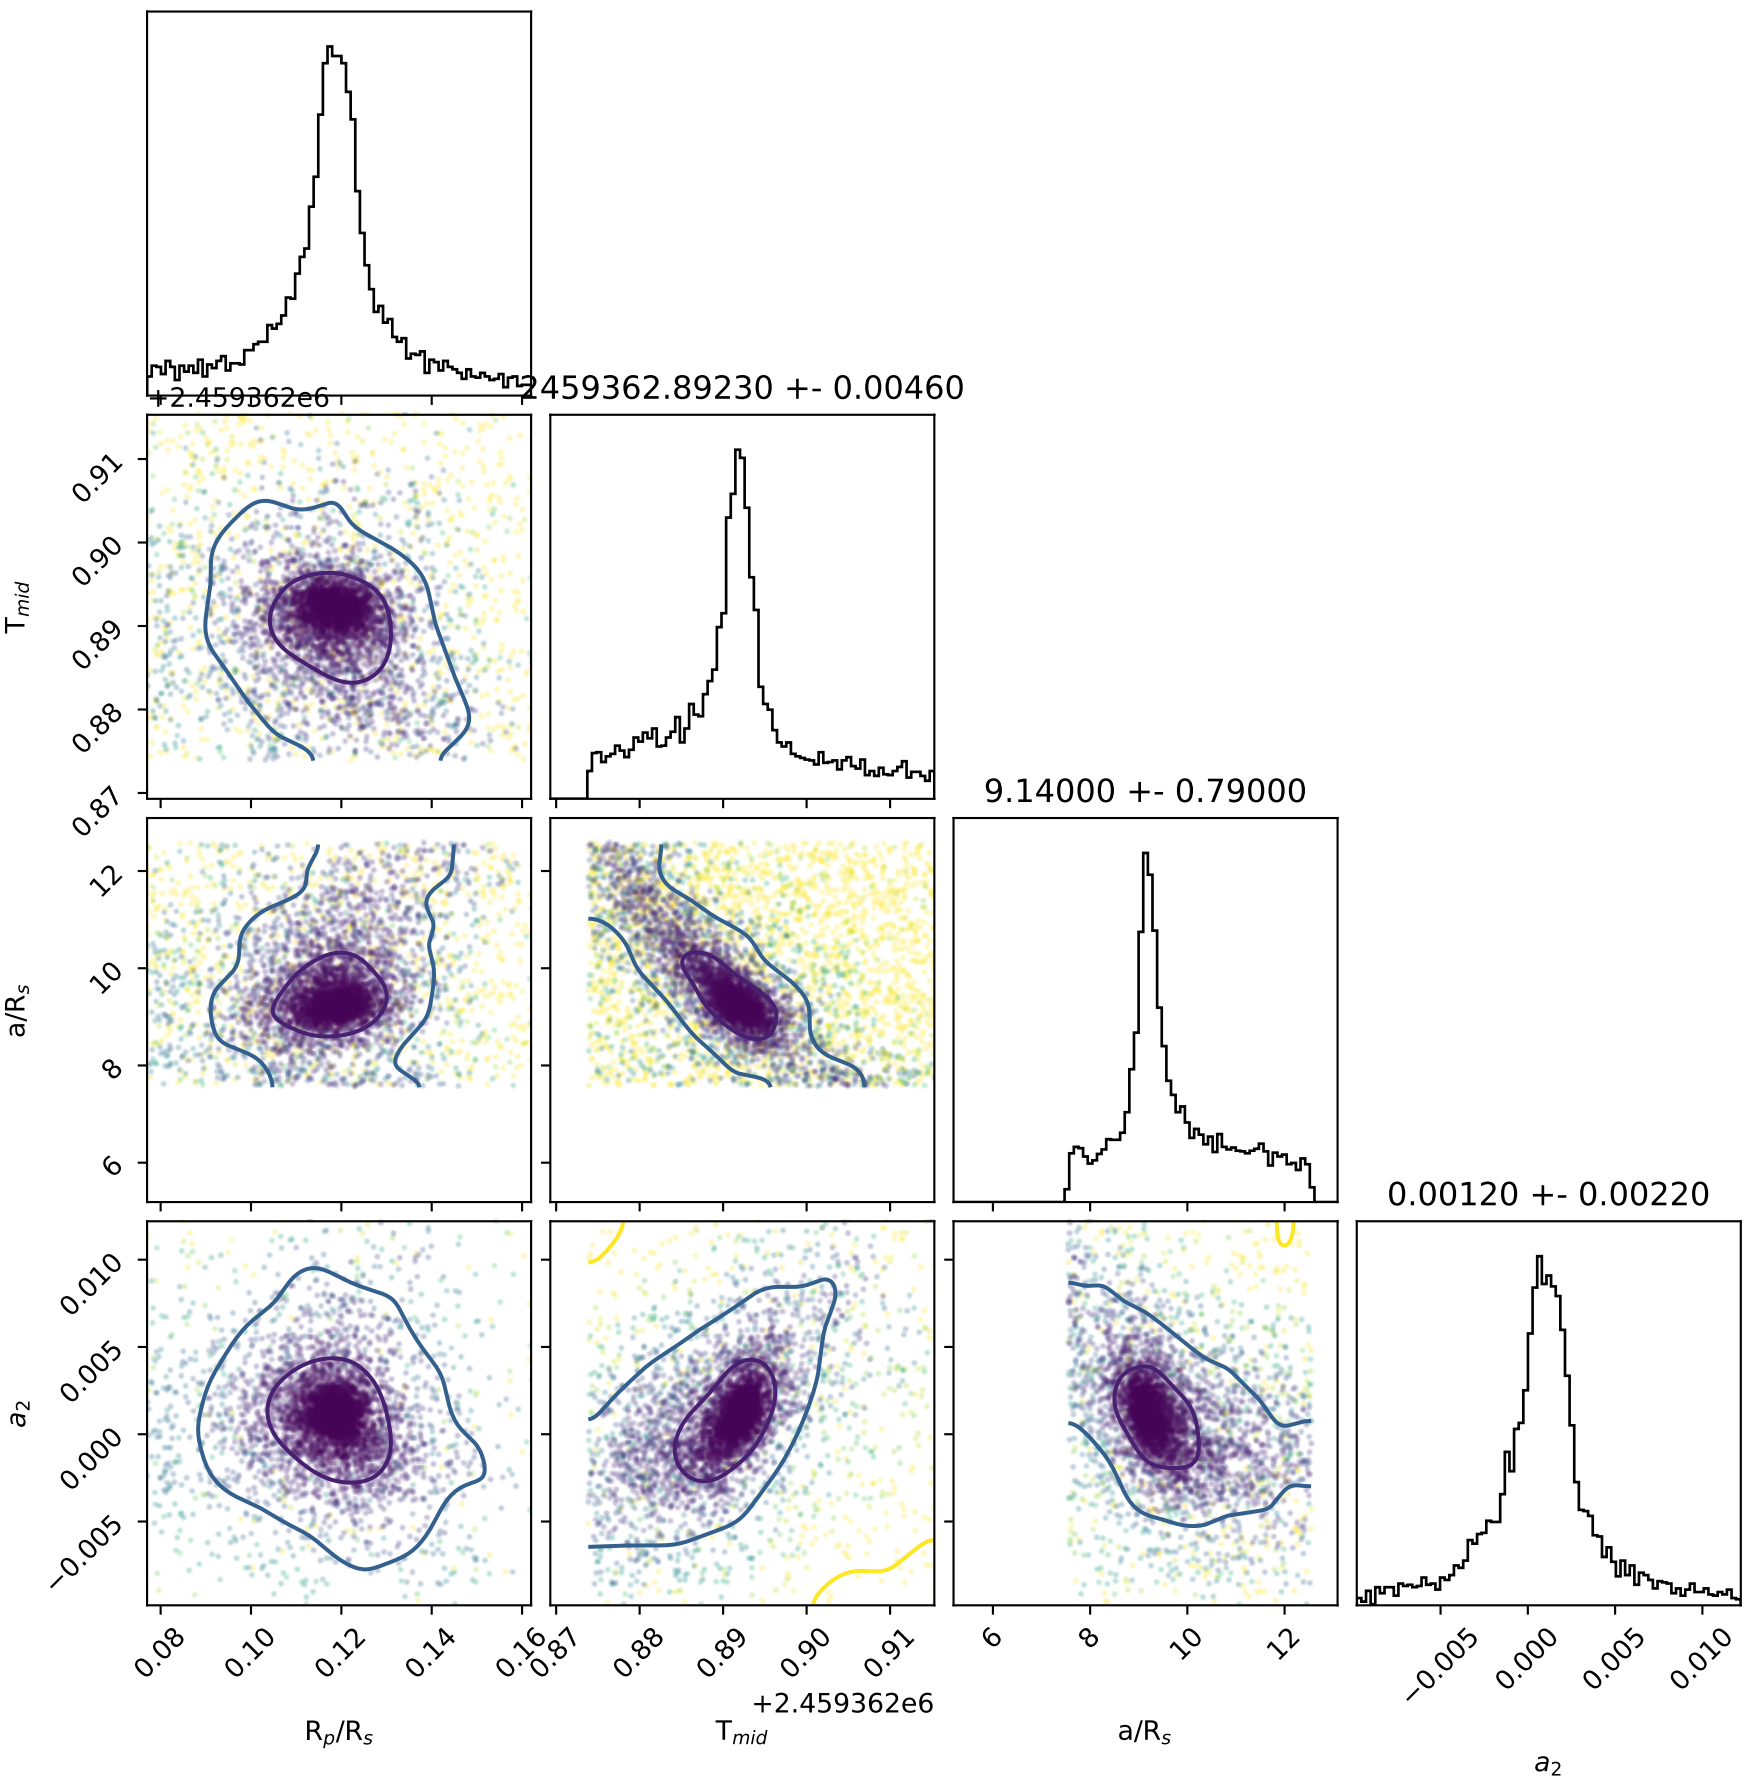 +2.459362e6
2459362.89230 +- 0.00460
0.91
0.90
0.89
0.88
0.87
T_mid
9.14000 +- 0.79000
12
10
8
6
a/R_s
0.00120 +- 0.00220
0.010
0.005
0.000
−0.005
a_2
0.08 0.10 0.12 0.14 0.16
0.87 0.88 0.89 0.90 0.91
6 8 10 12
−0.005 0.000 0.005 0.010
+2.459362e6
R_p/R_s
T_mid
a/R_s
a_2